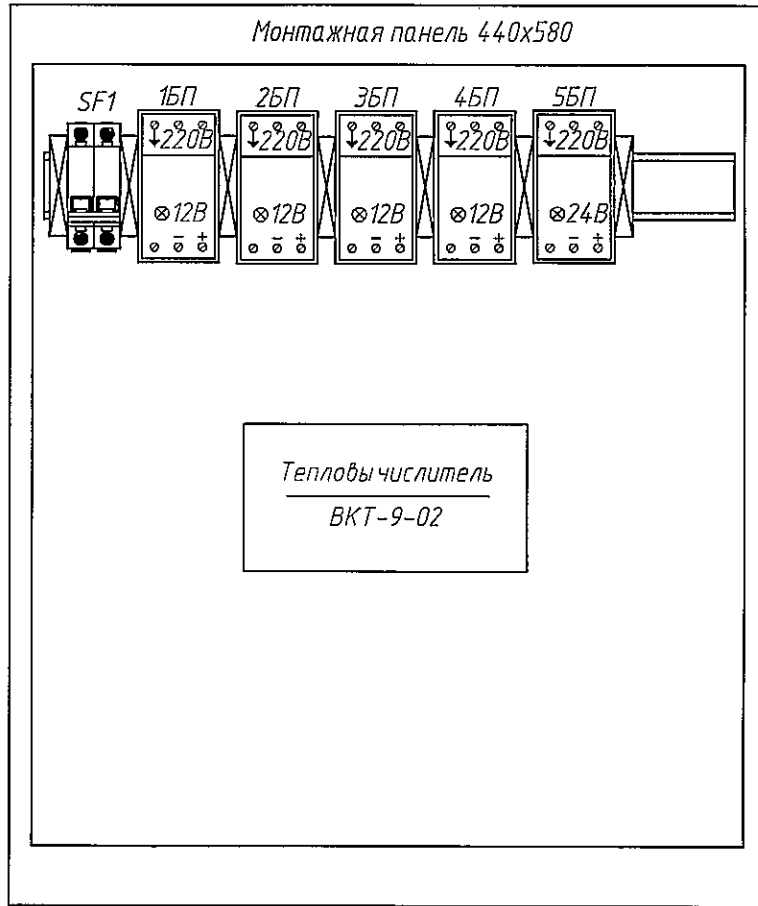 Монтажная панель 440х580
SF1 1БП 2БП 3БП 4БП 5БП
220В 220В 220В 220В 220В
12В 12В 12В 12В 24В
- + - + - + - + - +
Тепловычислитель
ВКТ-9-02